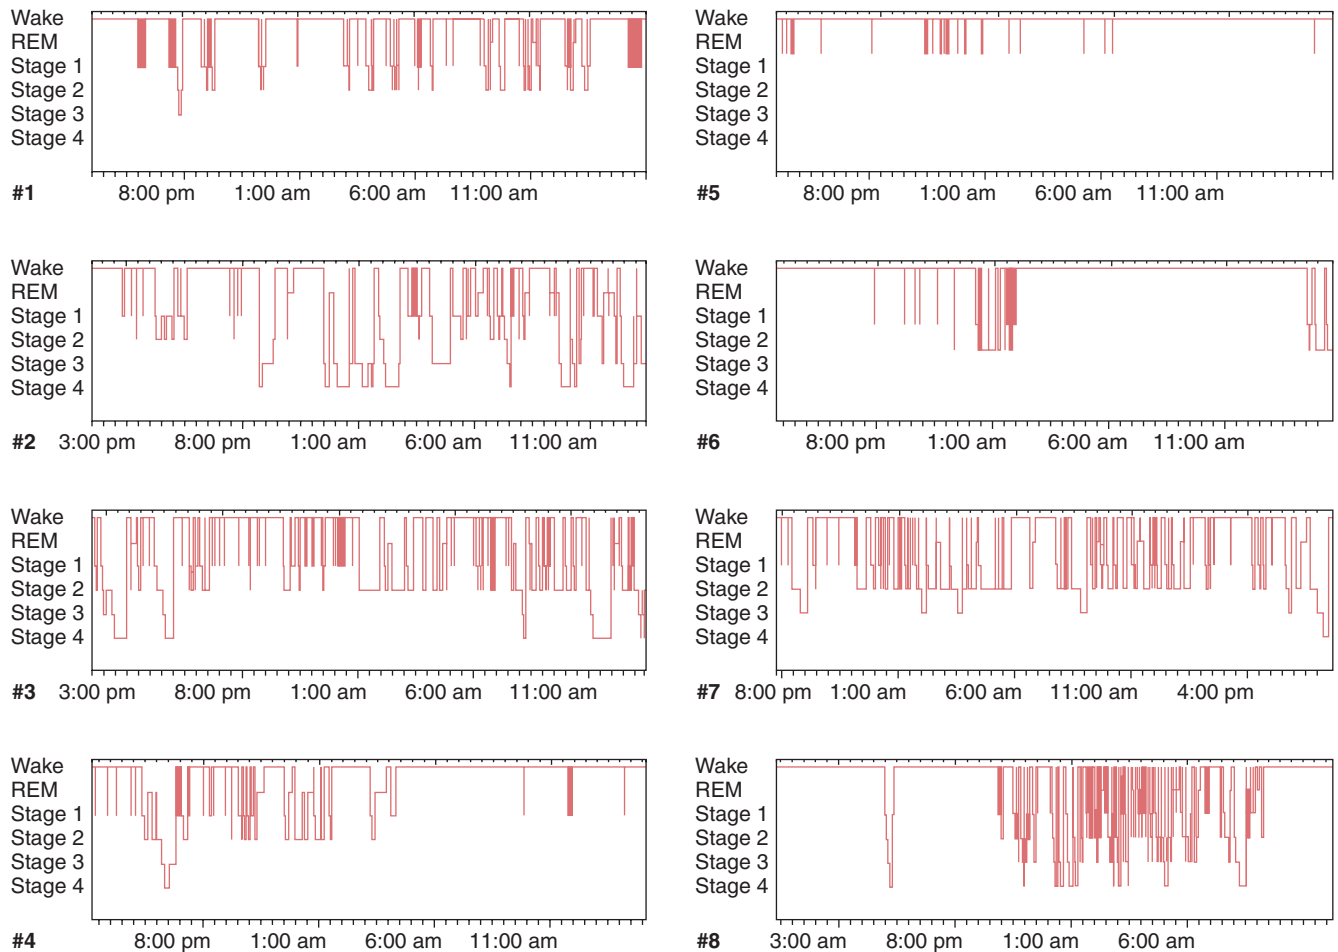 Wake
REM
Stage 1
Stage 2
Stage 3
Stage 4
#1 8:00 pm 1:00 am 6:00 am 11:00 am
Wake
REM
Stage 1
Stage 2
Stage 3
Stage 4
#2 3:00 pm 8:00 pm 1:00 am 6:00 am 11:00 am
Wake
REM
Stage 1
Stage 2
Stage 3
Stage 4
#3 3:00 pm 8:00 pm 1:00 am 6:00 am 11:00 am
Wake
REM
Stage 1
Stage 2
Stage 3
Stage 4
#4 8:00 pm 1:00 am 6:00 am 11:00 am
Wake
REM
Stage 1
Stage 2
Stage 3
Stage 4
#5 8:00 pm 1:00 am 6:00 am 11:00 am
Wake
REM
Stage 1
Stage 2
Stage 3
Stage 4
#6 8:00 pm 1:00 am 6:00 am 11:00 am
Wake
REM
Stage 1
Stage 2
Stage 3
Stage 4
#7 8:00 pm 1:00 am 6:00 am 11:00 am 4:00 pm
Wake
REM
Stage 1
Stage 2
Stage 3
Stage 4
#8 3:00 am 8:00 pm 1:00 am 6:00 am